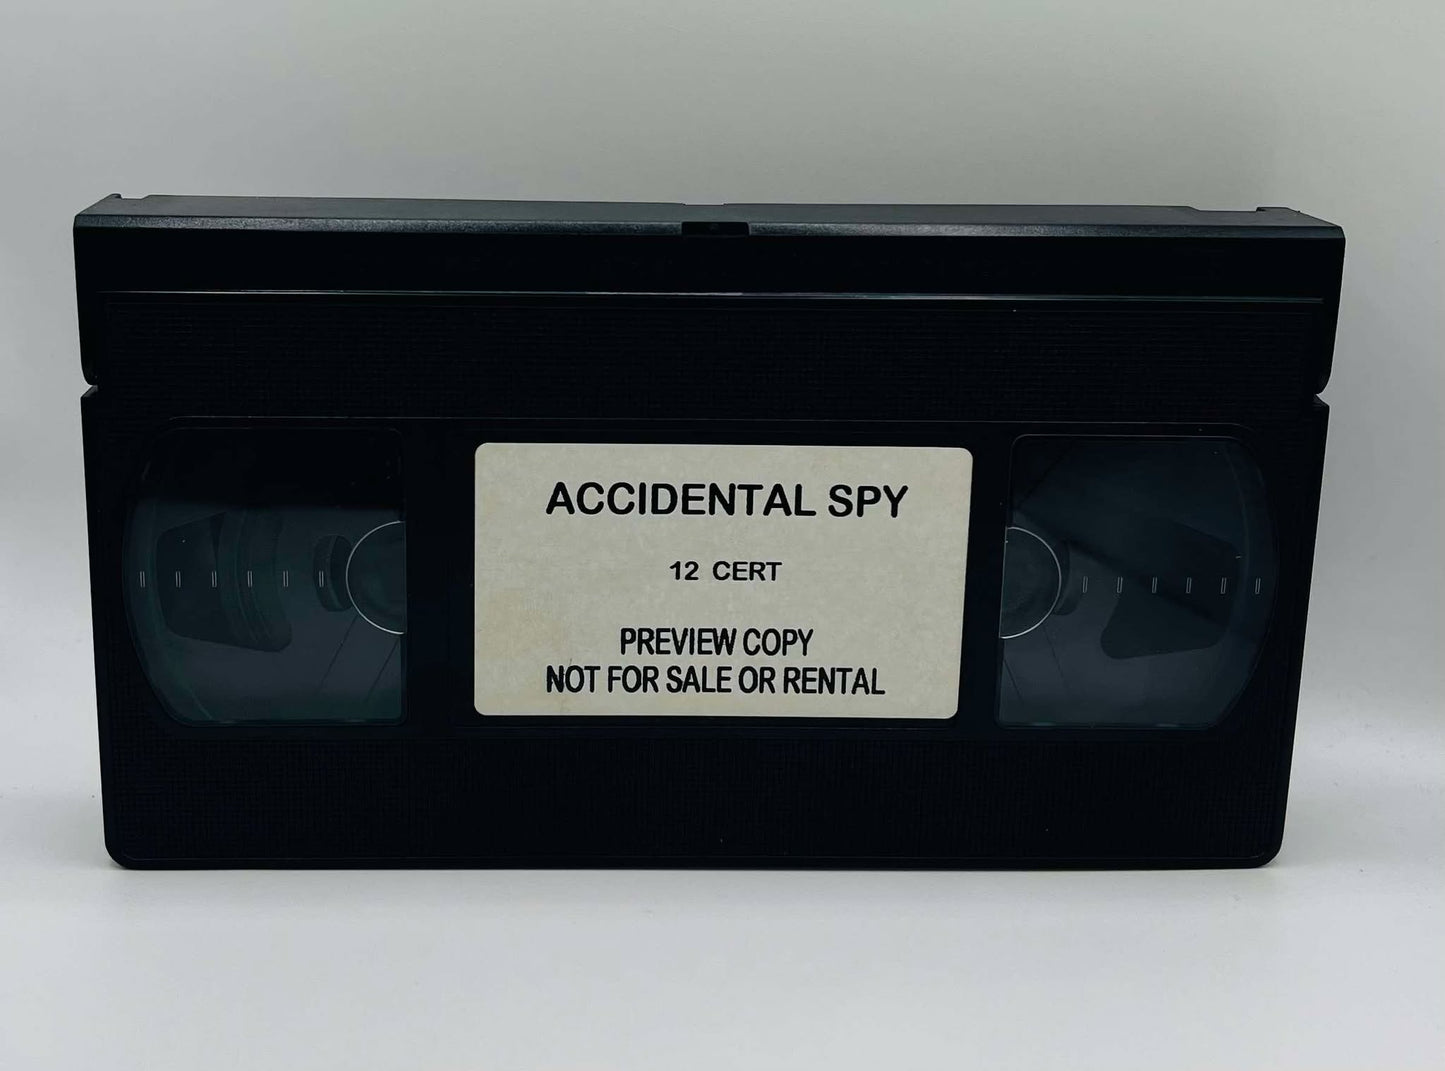 ACCIDENTAL SPY
12 CERT
PREVIEW COPY
NOT FOR SALE OR RENTAL